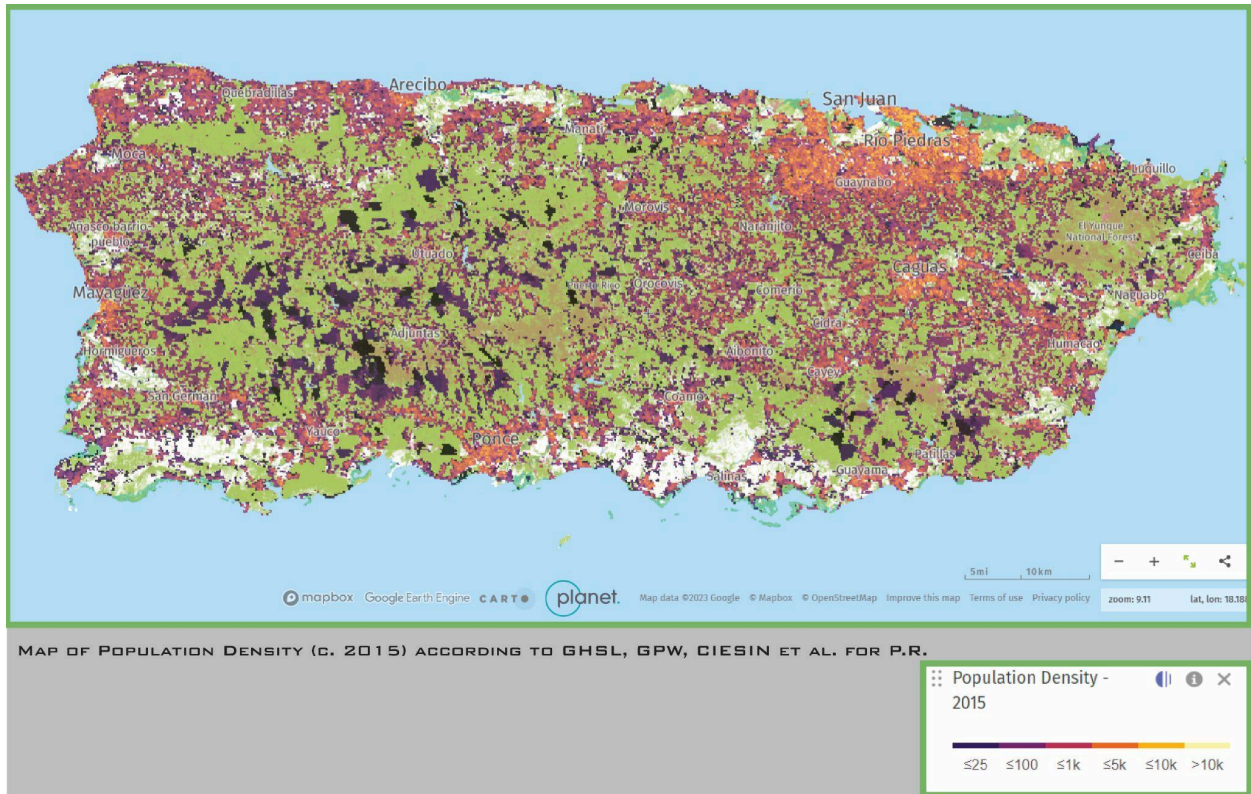 Arecibo
Quebradillas
San Juan
Manatí
Río Piedras
Moca
Guaynabo
Luquillo
Morovis
Añasco barrio-
pueblo
Naranjito
El Yunque
National Forest
Utuado
Caguas
Ceiba
Mayagüez
Puerto Rico
Orocovis
Comerío
Naguabo
Adjuntas
Cidra
Hormigueros
Aibonito
Humacao
Cayey
San Germán
Coamo
Yauco
Ponce
Patillas
Guayama
Salinas
5mi 10km
mapbox Google Earth Engine CARTO planet. Map data ©2023 Google © Mapbox © OpenStreetMap Improve this map Terms of use Privacy policy
zoom: 9.11 lat, lon: 18.188
Map of Population Density (c. 2015) according to GHSL, GPW, CIESIN et al. for P.R.
Population Density -
2015
≤25 ≤100 ≤1k ≤5k ≤10k >10k